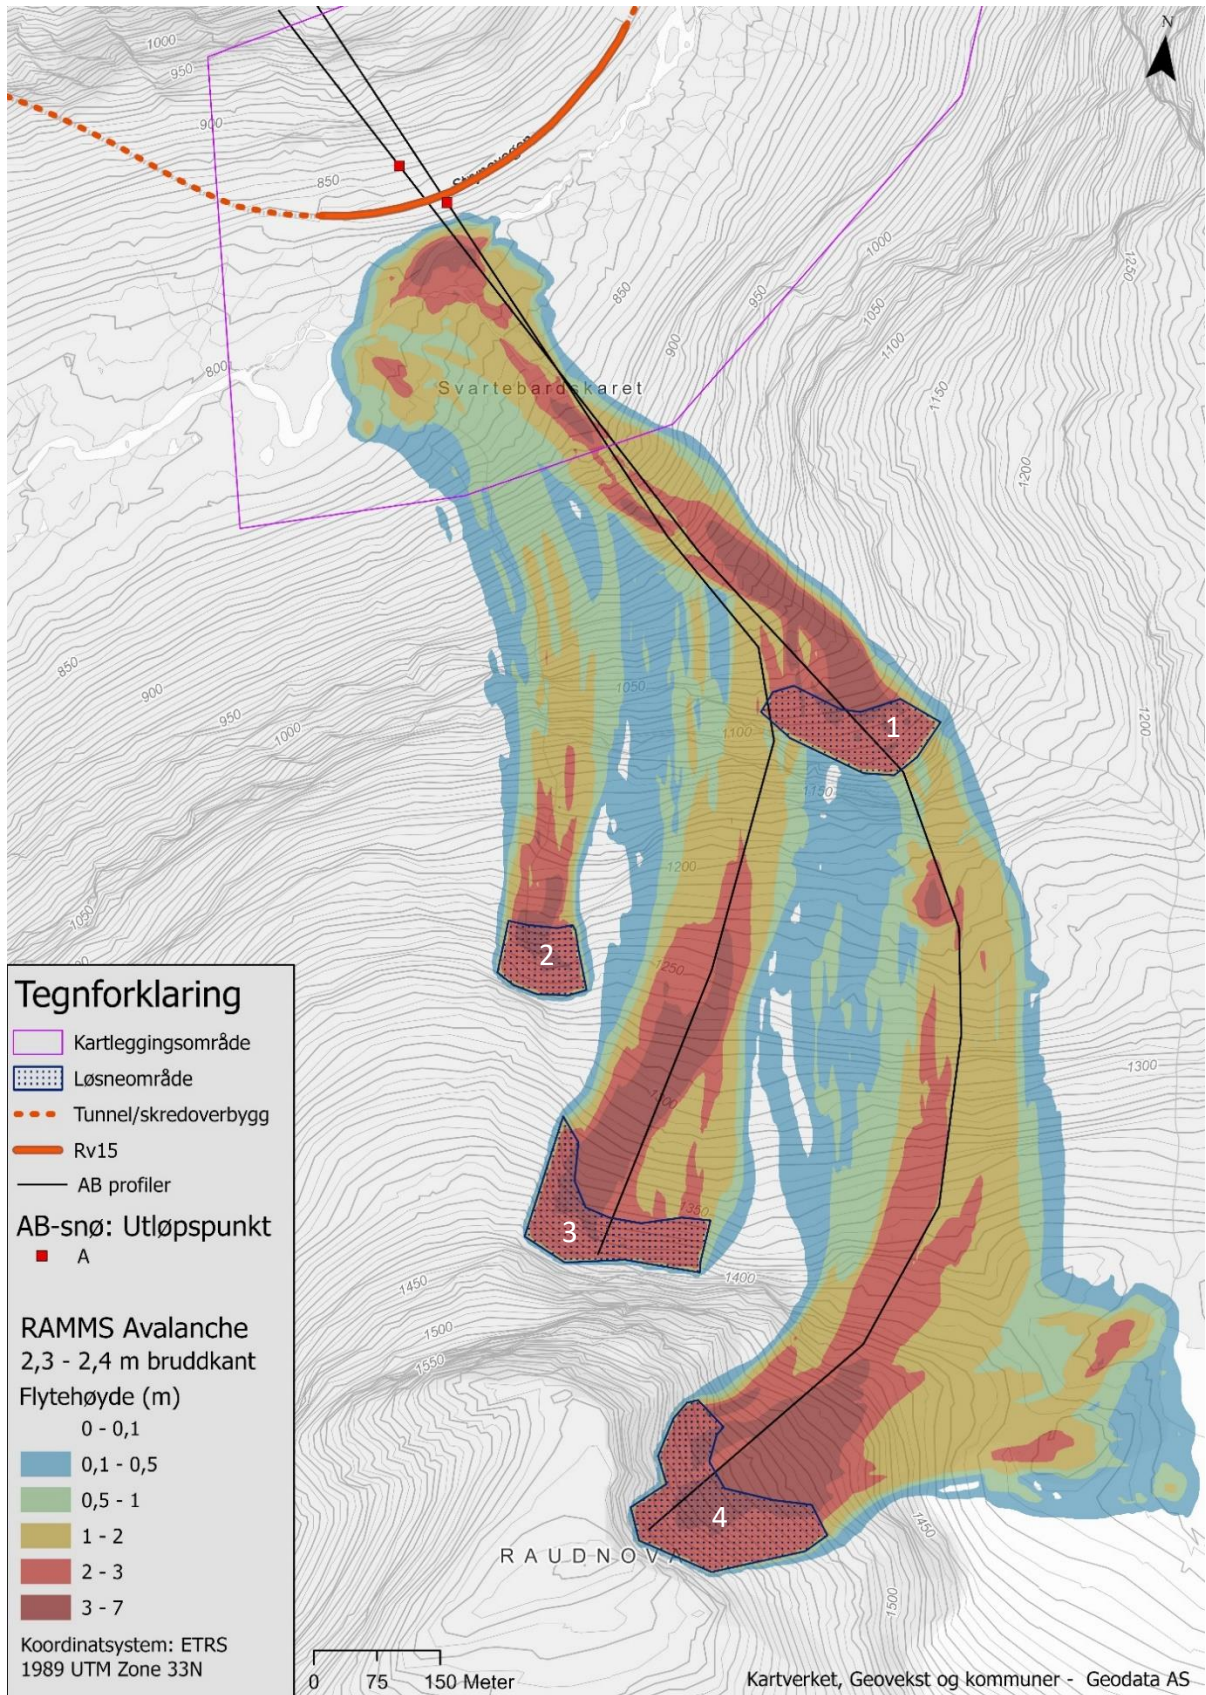 N
1000
950
900
850
Strynevegen
1000
1250
850
950
1050
1100
900
800
1150
Svartebardskaret
1200
850
900
950
1000
1050
1100
1
1150
1200
1200
1050
2
1250
1300
1300
3
1350
1400
1450
1500
1550
4
1450
RAUDNOVA
1500
Tegnforklaring
Kartleggingsområde
Løsneområde
Tunnel/skredoverbygg
Rv15
AB profiler
AB-snø: Utløpspunkt
A
RAMMS Avalanche
2,3 - 2,4 m bruddkant
Flytehøyde (m)
0 - 0,1
0,1 - 0,5
0,5 - 1
1 - 2
2 - 3
3 - 7
Koordinatsystem: ETRS
1989 UTM Zone 33N
0 75 150 Meter
Kartverket, Geovekst og kommuner - Geodata AS